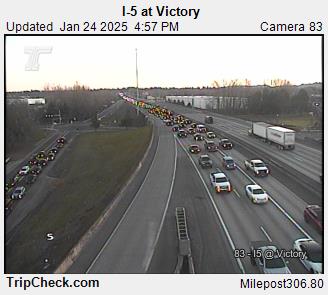 I-5 at Victory
Updated Jan 24 2025 4:57 PM Camera 83
83 - I5 @ Victory
TripCheck.com Milepost306.80